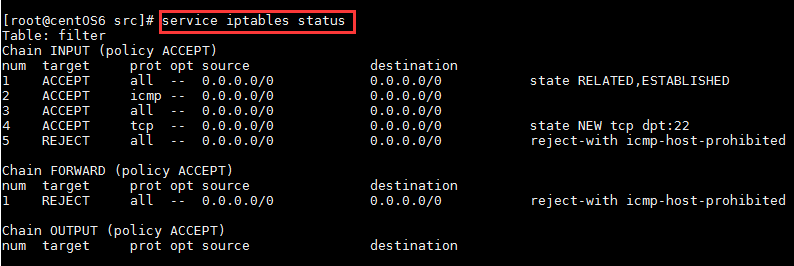 [root@centOS6 src]# service iptables status
Table: filter
Chain INPUT (policy ACCEPT)
num  target     prot opt source               destination
1    ACCEPT     all  --  0.0.0.0/0            0.0.0.0/0           state RELATED,ESTABLISHED
2    ACCEPT     icmp --  0.0.0.0/0            0.0.0.0/0
3    ACCEPT     all  --  0.0.0.0/0            0.0.0.0/0
4    ACCEPT     tcp  --  0.0.0.0/0            0.0.0.0/0           state NEW tcp dpt:22
5    REJECT     all  --  0.0.0.0/0            0.0.0.0/0           reject-with icmp-host-prohibited
Chain FORWARD (policy ACCEPT)
num  target     prot opt source               destination
1    REJECT     all  --  0.0.0.0/0            0.0.0.0/0           reject-with icmp-host-prohibited
Chain OUTPUT (policy ACCEPT)
num  target     prot opt source               destination